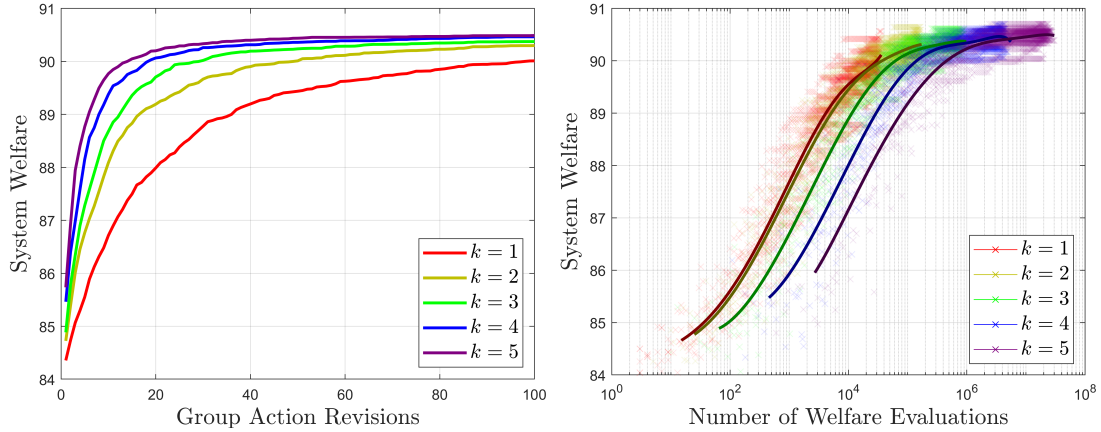 91
90
89
88
87
86
85
84
0 20 40 60 80 100
System Welfare
Group Action Revisions
k = 1
k = 2
k = 3
k = 4
k = 5
91
90
89
88
87
86
85
84
10^0 10^2 10^4 10^6 10^8
System Welfare
Number of Welfare Evaluations
k = 1
k = 2
k = 3
k = 4
k = 5